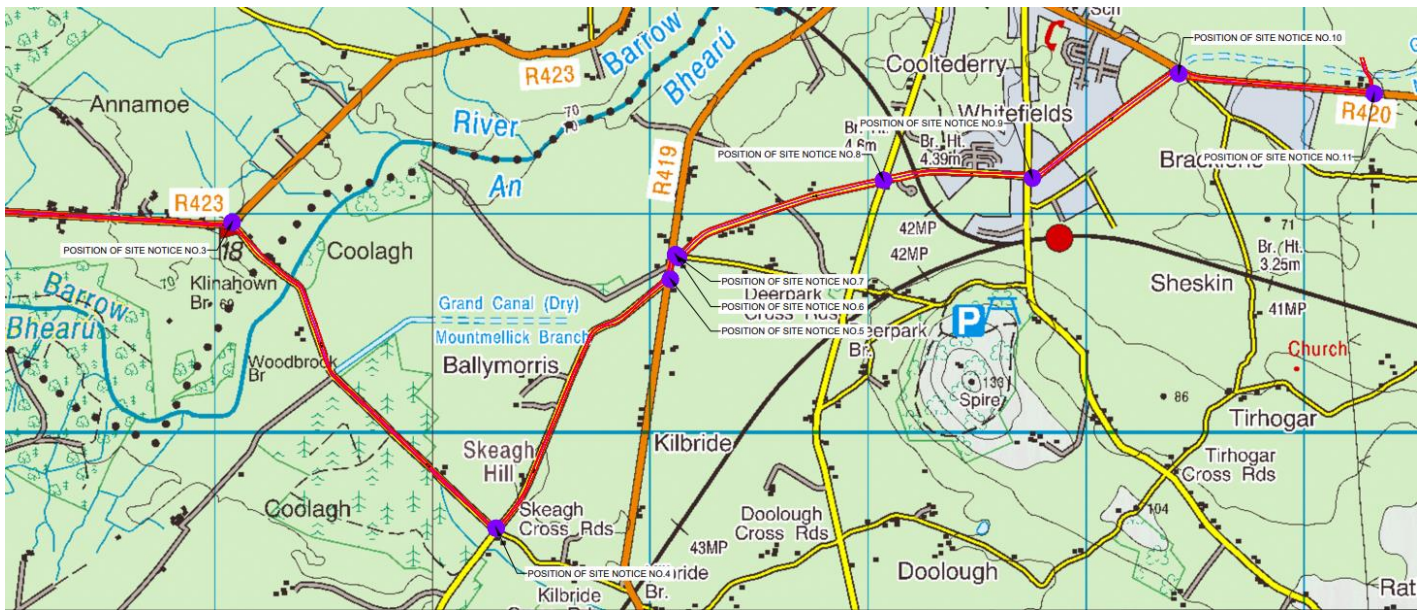 Sch
POSITION OF SITE NOTICE NO.10
Barrow
Bhearú
R423
Cooltederry
Annamoe
River
An
70
Whitefields
R420
POSITION OF SITE NOTICE NO.9
Br. Ht.
4.6m
Br. Ht.
4.39m
POSITION OF SITE NOTICE NO.8
POSITION OF SITE NOTICE NO.11
R419
R423
POSITION OF SITE NOTICE NO.3
18
Coolagh
42MP
42MP
71
Br. Ht.
3.25m
Klinahown
Br
69
70
Sheskin
41MP
POSITION OF SITE NOTICE NO.7
Deerpark
POSITION OF SITE NOTICE NO.6
POSITION OF SITE NOTICE NO.5
Br.
Barrow
Bhearú
Grand Canal (Dry)
Mountmellick Branch
P
Church
Woodbrook
Br
Ballymorris
133
Spire
86
Tirhogar
Kilbride
Skeagh
Hill
Tirhogar
Cross Rds
Coolagh
Skeagh
Cross Rds
Doolough
Cross Rds
104
43MP
POSITION OF SITE NOTICE NO.4
Br.
Doolough
Kilbride
Rat